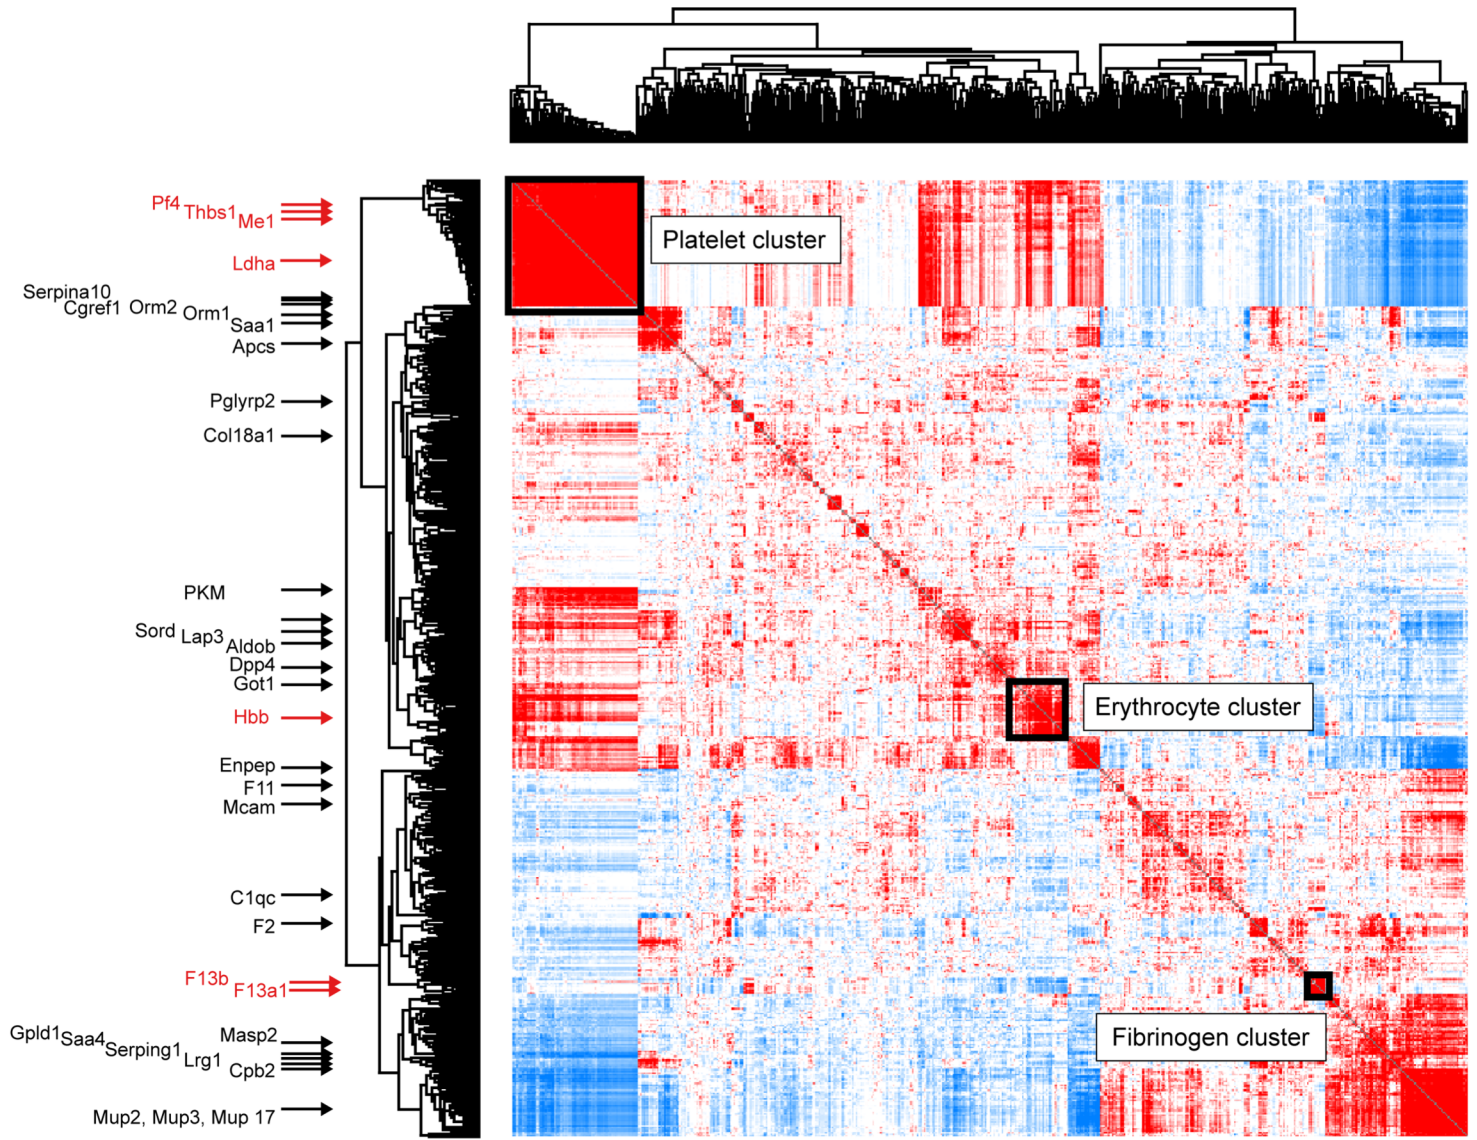 Pf4 Thbs1 Me1
Platelet cluster
Ldha
Serpina10
Cgref1 Orm2 Orm1
Saa1
Apcs
Pglyrp2
Col18a1
PKM
Sord Lap3 Aldob
Dpp4
Got1
Hbb
Erythrocyte cluster
Enpep
F11
Mcam
C1qc
F2
F13b F13a1
Fibrinogen cluster
Gpld1 Saa4 Serping1 Lrg1
Masp2
Cpb2
Mup2, Mup3, Mup 17